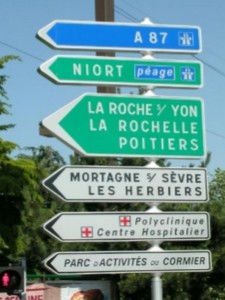 A 87
NIORT péage
LA ROCHE S/ YON
LA ROCHELLE
POITIERS
MORTAGNE S/ SÈVRE
LES HERBIERS
Polyclinique
Centre Hospitalier
PARC D'ACTIVITÉS DU CORMIER